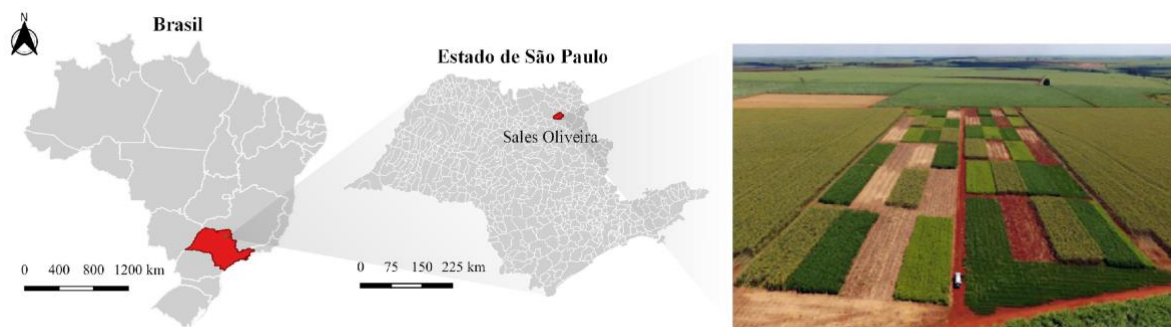 N
Brasil
Estado de São Paulo
Sales Oliveira
0 400 800 1200 km
0 75 150 225 km